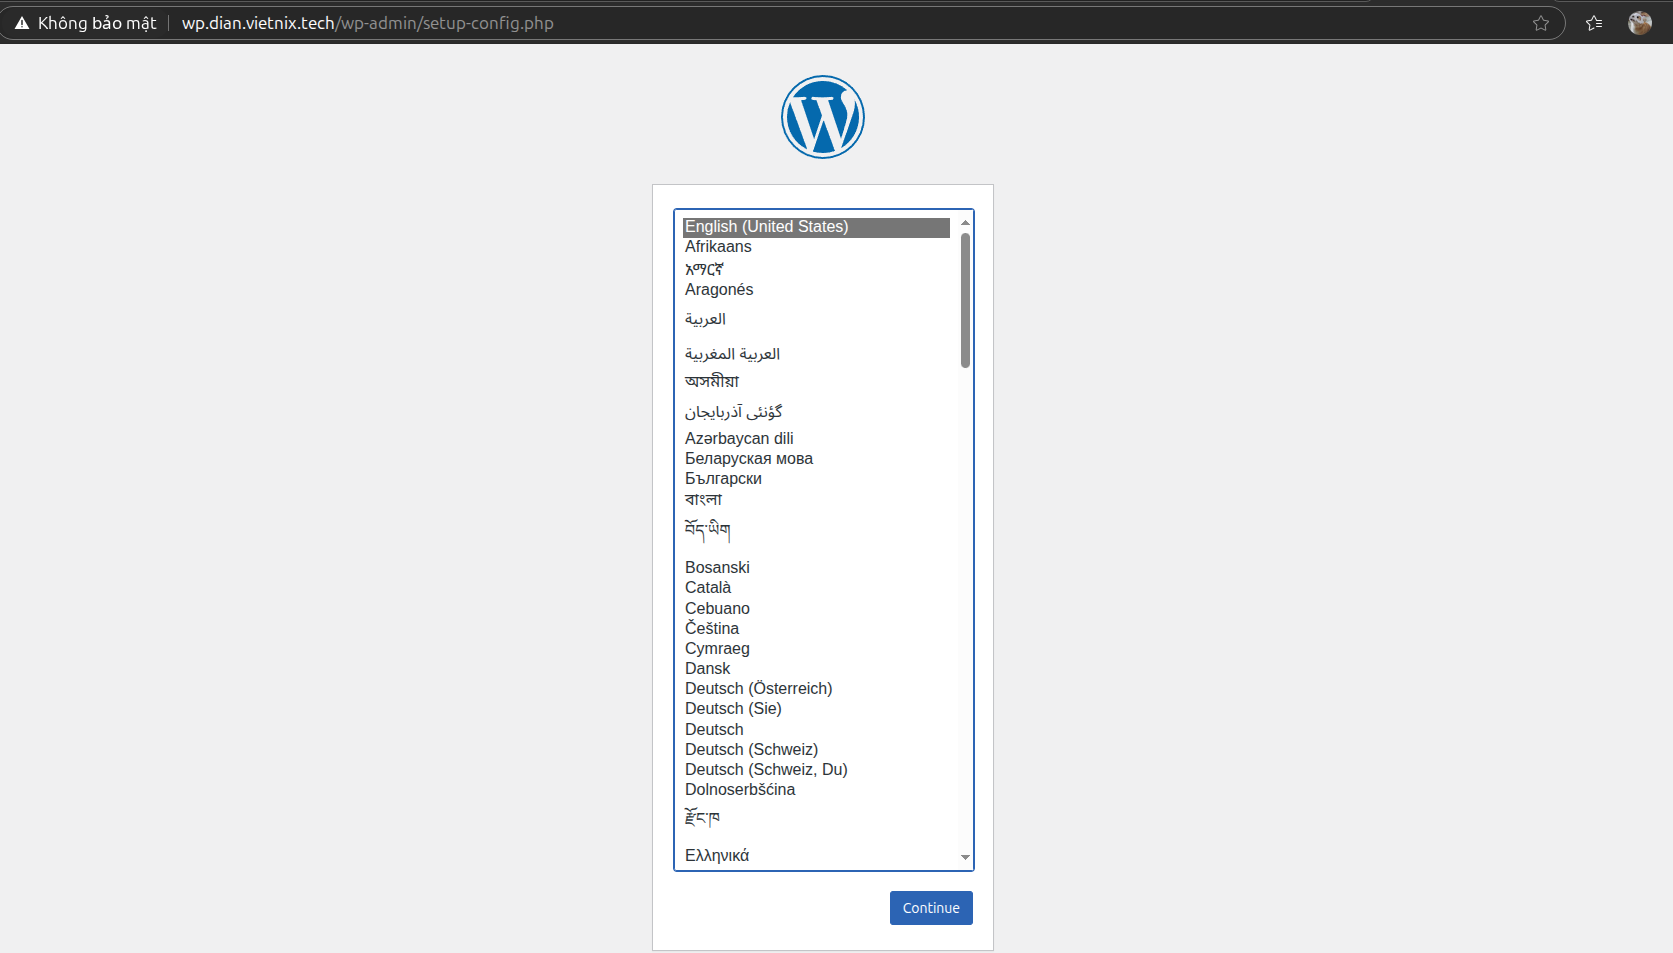 Không bảo mật
wp.dian.vietnix.tech/wp-admin/setup-config.php
English (United States)
Afrikaans
አማርኛ
Aragonés
العربية
العربية المغربية
অসমীয়া
گؤنئی آذربایجان
Azərbaycan dili
Беларуская мова
Български
বাংলা
བོད་ཡིག
Bosanski
Català
Cebuano
Čeština
Cymraeg
Dansk
Deutsch (Österreich)
Deutsch (Sie)
Deutsch
Deutsch (Schweiz)
Deutsch (Schweiz, Du)
Dolnoserbšćina
རྫོང་ཁ
Ελληνικά
Continue